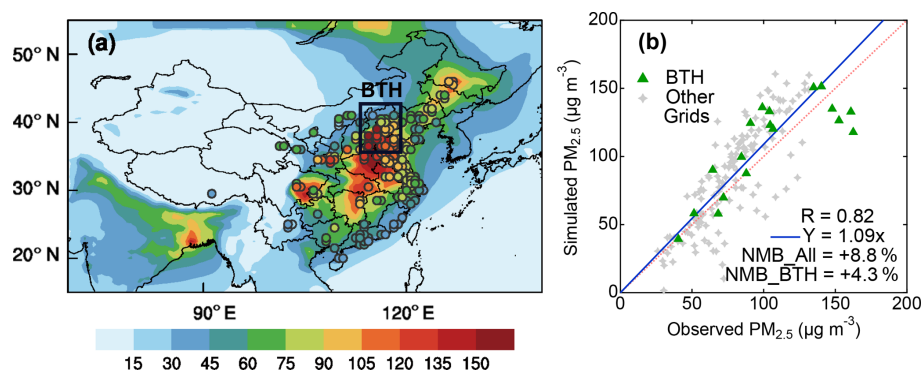 (a)
BTH
50° N
40° N
30° N
20° N
90° E
120° E
15 30 45 60 75 90 105 120 135 150
(b)
BTH
Other
Grids
R = 0.82
Y = 1.09x
NMB_All = +8.8 %
NMB_BTH = +4.3 %
Simulated PM2.5 (µg m-3)
200
150
100
50
0
0 50 100 150 200
Observed PM2.5 (µg m-3)